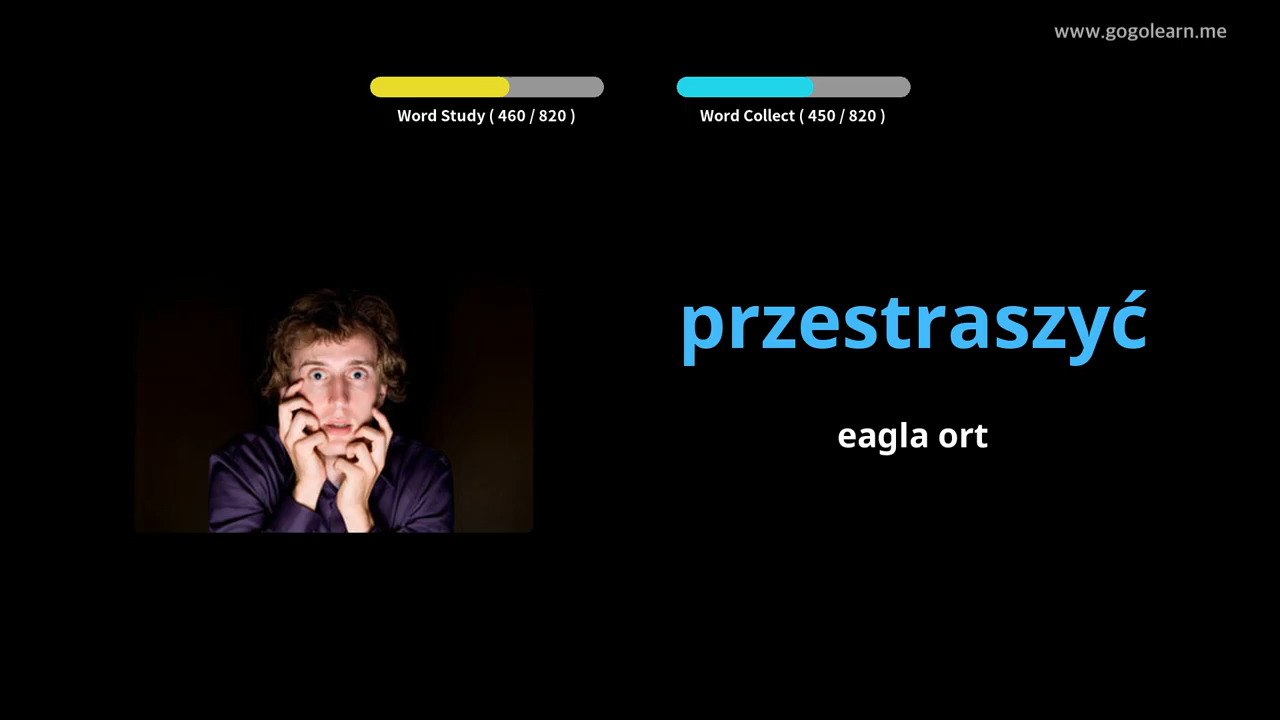 www.gogolearn.me
Word Study ( 460 / 820 )
Word Collect ( 450 / 820 )
przestraszyć
eagla ort